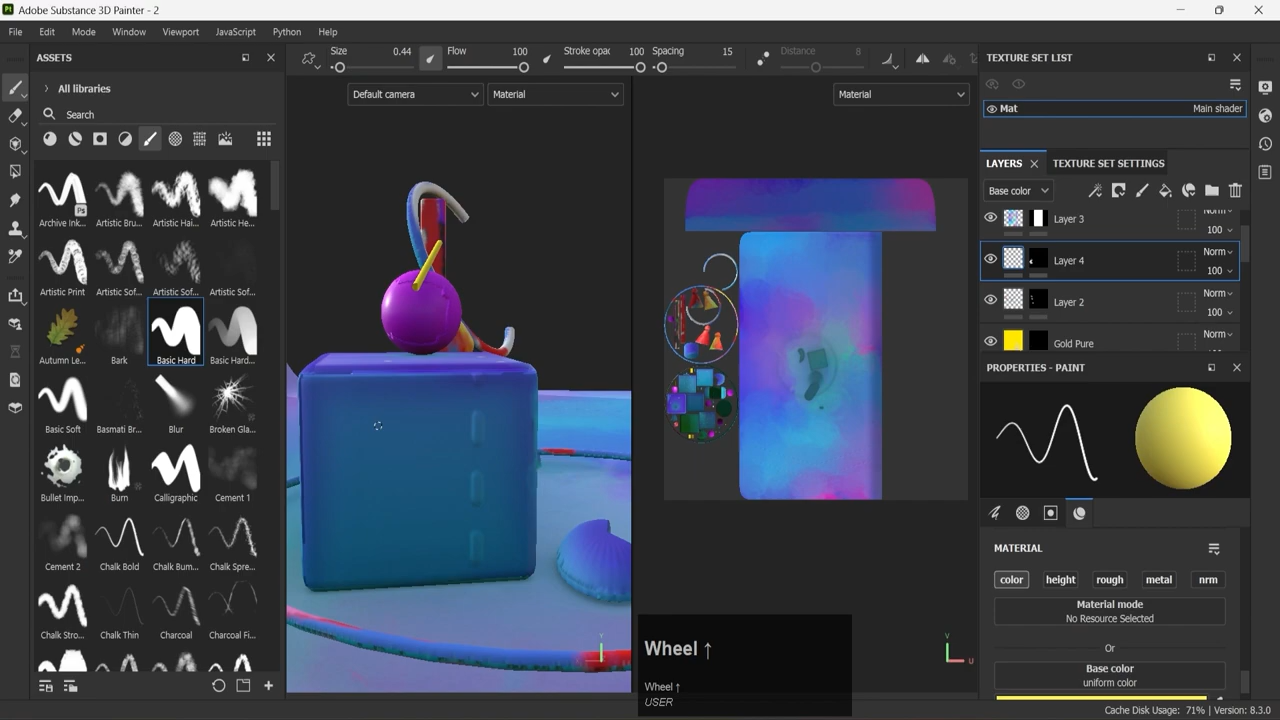 Adobe Substance 3D Painter - 2
File Edit Mode Window Viewport JavaScript Python Help
ASSETS
All libraries
Search
Archive Ink... Artistic Bru... Artistic Hai... Artistic He...
Artistic Print Artistic Sof... Artistic Sof... Artistic Sof...
Autumn Le... Bark Basic Hard Basic Hard...
Basic Soft Basmati Br... Blur Broken Gla...
Bullet Imp... Burn Calligraphic Cement 1
Cement 2 Chalk Bold Chalk Bum... Chalk Spre...
Chalk Stro... Chalk Thin Charcoal Charcoal Fi...
Size 0.44 Flow 100 Stroke opac 100 Spacing 15 Distance 8
Default camera Material Material
Y
V
U
Wheel ↑
Wheel ↑
USER
TEXTURE SET LIST
Mat Main shader
LAYERS TEXTURE SET SETTINGS
Base color
Norm
Layer 3
100
Layer 4 Norm
100
Layer 2 Norm
100
Gold Pure Norm
PROPERTIES - PAINT
MATERIAL
color height rough metal nrm
Material mode
No Resource Selected
Or
Base color
uniform color
Cache Disk Usage: 71% | Version: 8.3.0